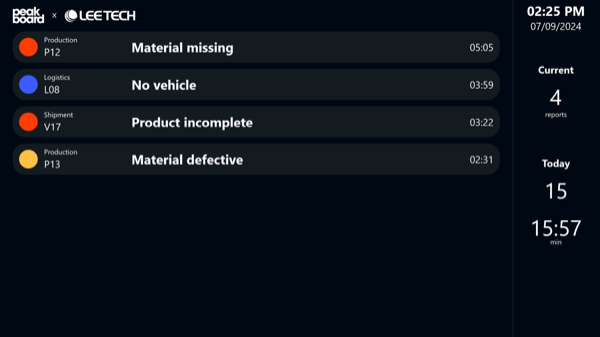 peak
board x LEE TECH
Production
P12
Material missing
05:05
Logistics
L08
No vehicle
03:59
Shipment
V17
Product incomplete
03:22
Production
P13
Material defective
02:31
02:25 PM
07/09/2024
Current
4
reports
Today
15
15:57
min